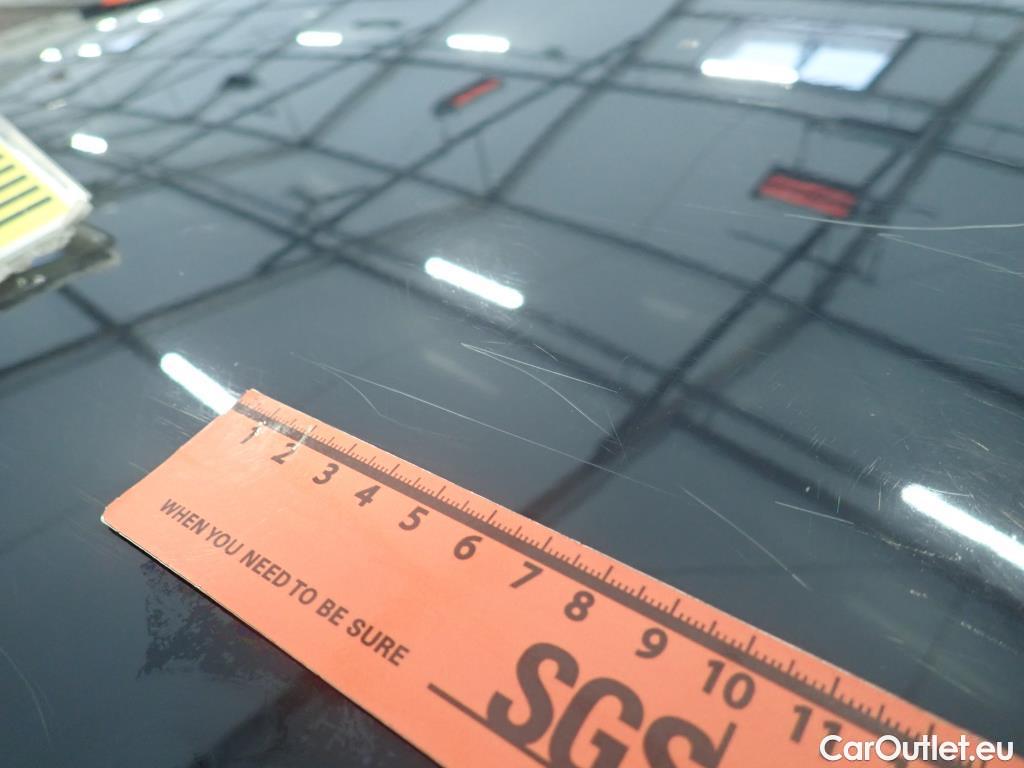 1 2 3 4 5 6 7 8 9 10 11
WHEN YOU NEED TO BE SURE
SGS
CarOutlet.eu